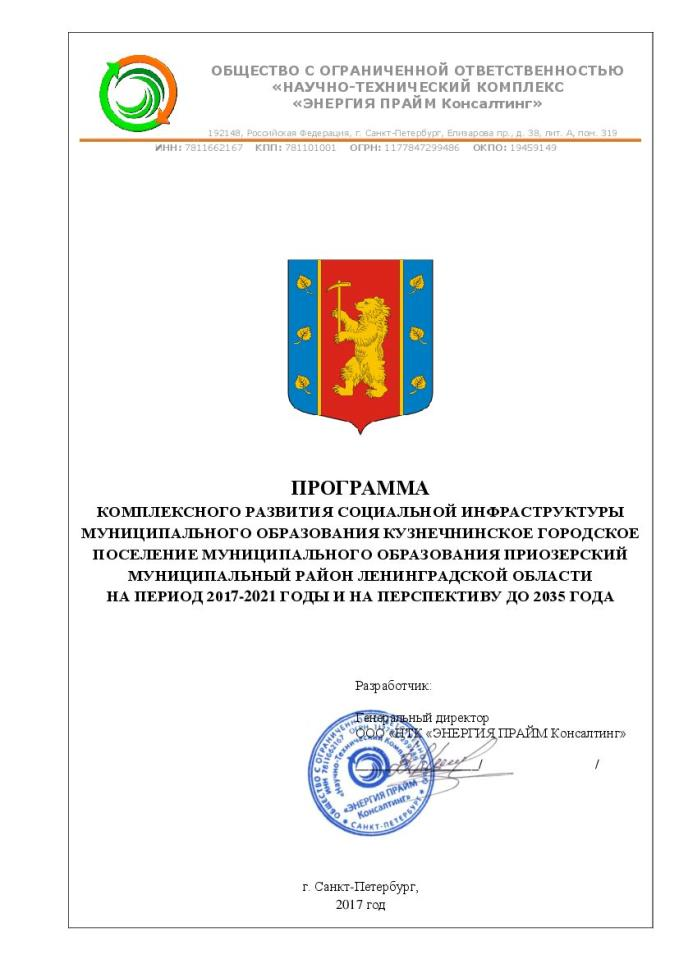 ОБЩЕСТВО С ОГРАНИЧЕННОЙ ОТВЕТСТВЕННОСТЬЮ
«НАУЧНО-ТЕХНИЧЕСКИЙ КОМПЛЕКС
«ЭНЕРГИЯ ПРАЙМ Консалтинг»
192148, Российская Федерация, г. Санкт-Петербург, Елизарова пр., д. 38, лит. А, пом. 319
ИНН: 7811662167 КПП: 781101001 ОГРН: 1177847299486 ОКПО: 19459149
ПРОГРАММА
КОМПЛЕКСНОГО РАЗВИТИЯ СОЦИАЛЬНОЙ ИНФРАСТРУКТУРЫ
МУНИЦИПАЛЬНОГО ОБРАЗОВАНИЯ КУЗНЕЧНИНСКОЕ ГОРОДСКОЕ
ПОСЕЛЕНИЕ МУНИЦИПАЛЬНОГО ОБРАЗОВАНИЯ ПРИОЗЕРСКИЙ
МУНИЦИПАЛЬНЫЙ РАЙОН ЛЕНИНГРАДСКОЙ ОБЛАСТИ
НА ПЕРИОД 2017-2021 ГОДЫ И НА ПЕРСПЕКТИВУ ДО 2035 ГОДА
Разработчик:
Генеральный директор
ООО «НТК «ЭНЕРГИЯ ПРАЙМ Консалтинг»
/ /
ОБЩЕСТВО С ОГРАНИЧЕННОЙ
САНКТ-ПЕТЕРБУРГ
ИНН 7811662167 ОГРН
«Научно-Технический
«ЭНЕРГИЯ ПРАЙМ
Консалтинг»
г. Санкт-Петербург,
2017 год